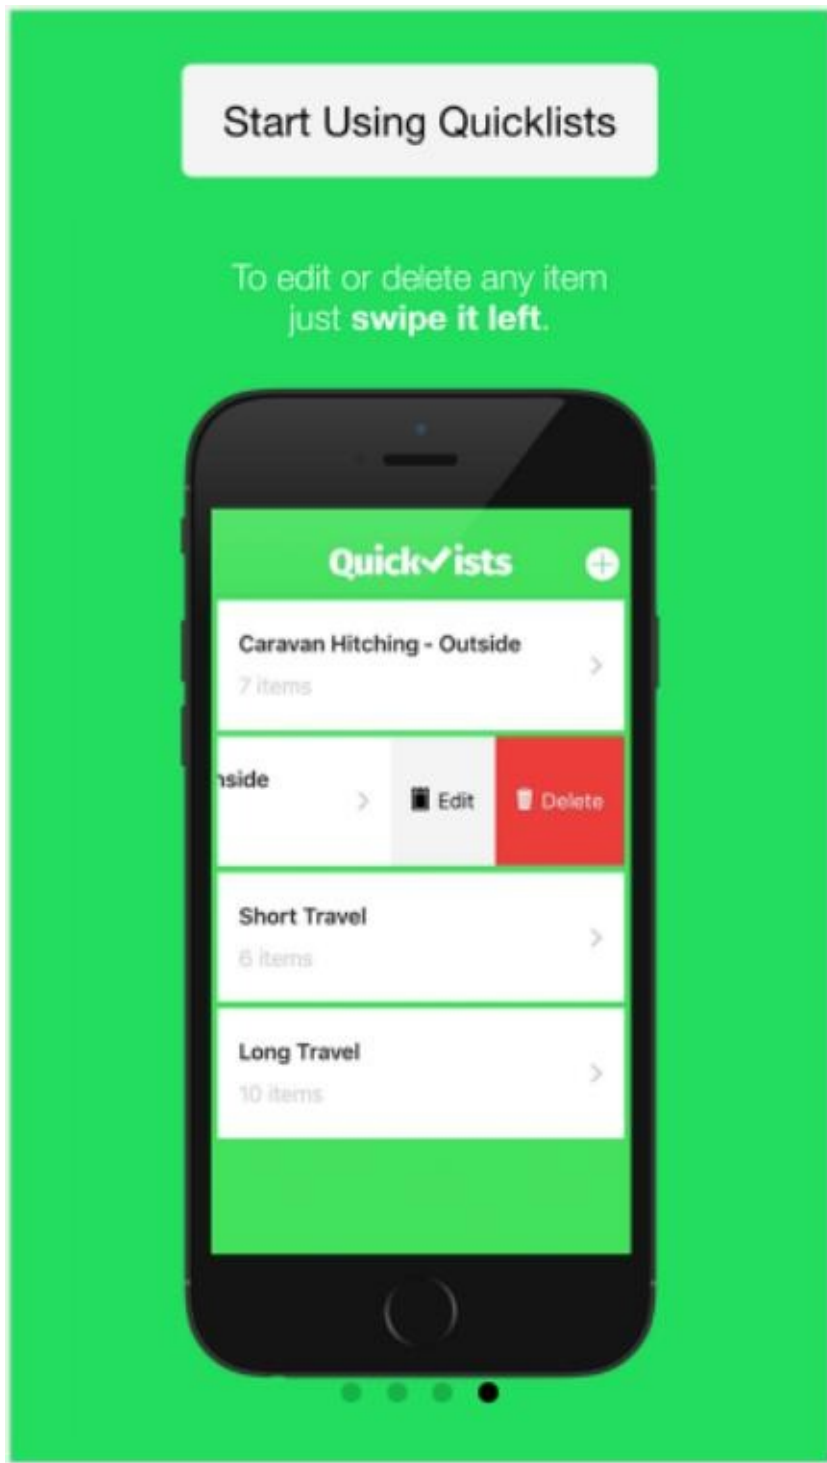 Start Using Quicklists
To edit or delete any item
just swipe it left.
Quick✓ists
Caravan Hitching - Outside
7 items
nside
Edit
Delete
Short Travel
6 items
Long Travel
10 items